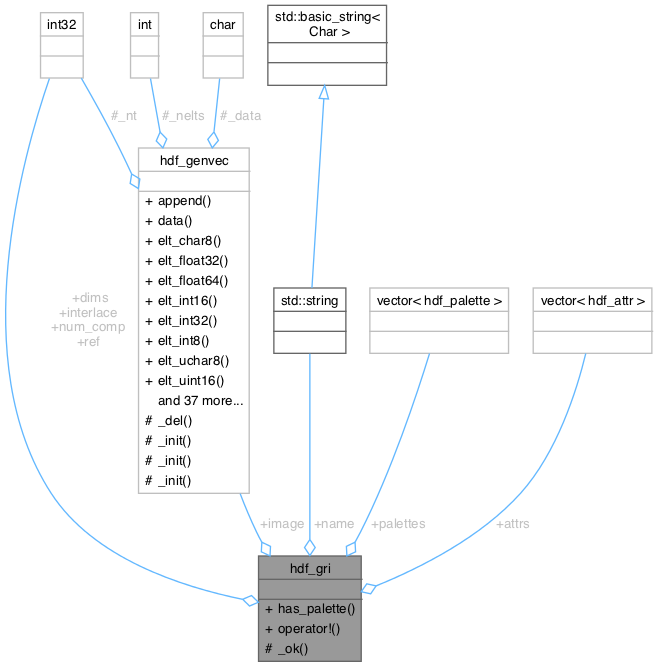 int32
int
char
std::basic_string<
Char >
#_nt
#_nelts
#_data
hdf_genvec
+ append()
+ data()
+ elt_char8()
+ elt_float32()
+ elt_float64()
+ elt_int16()
+ elt_int32()
+ elt_int8()
+ elt_uchar8()
+ elt_uint16()
and 37 more...
# _del()
# _init()
# _init()
# _init()
+dims
+interlace
+num_comp
+ref
std::string
vector< hdf_palette >
vector< hdf_attr >
+image
+name
+palettes
+attrs
hdf_gri
+ has_palette()
+ operator!()
# _ok()